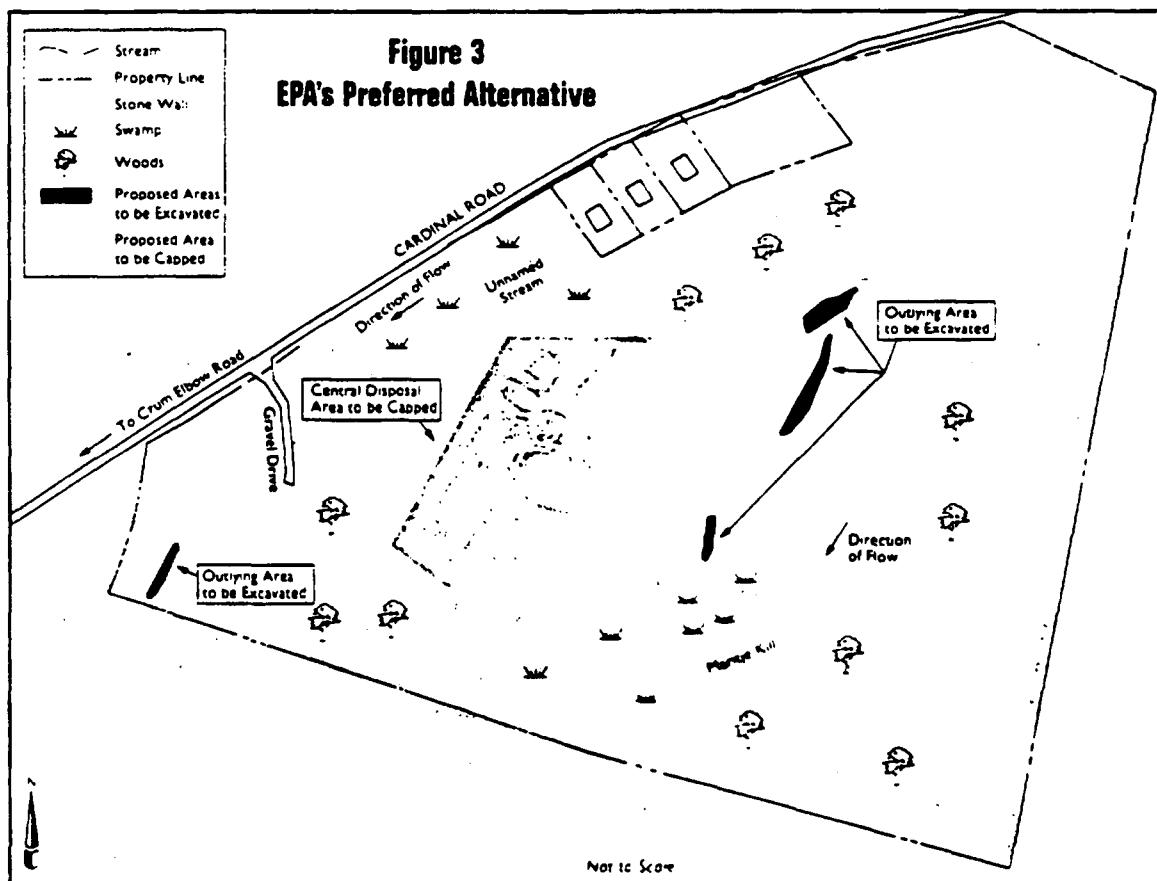 Figure 3
EPA's Preferred Alternative
Stream
Property Line
Stone Wall
Swamp
Woods
Proposed Areas
to be Excavated
Proposed Area
to be Capped
CARDINAL ROAD
Direction of Flow
Unnamed
Stream
To Crum Elbow Road
Gravel Drive
Central Disposal
Area to be Capped
Outlying Area
to be Excavated
Outlying Area
to be Excavated
Direction
of Flow
Kill
Not to Scale